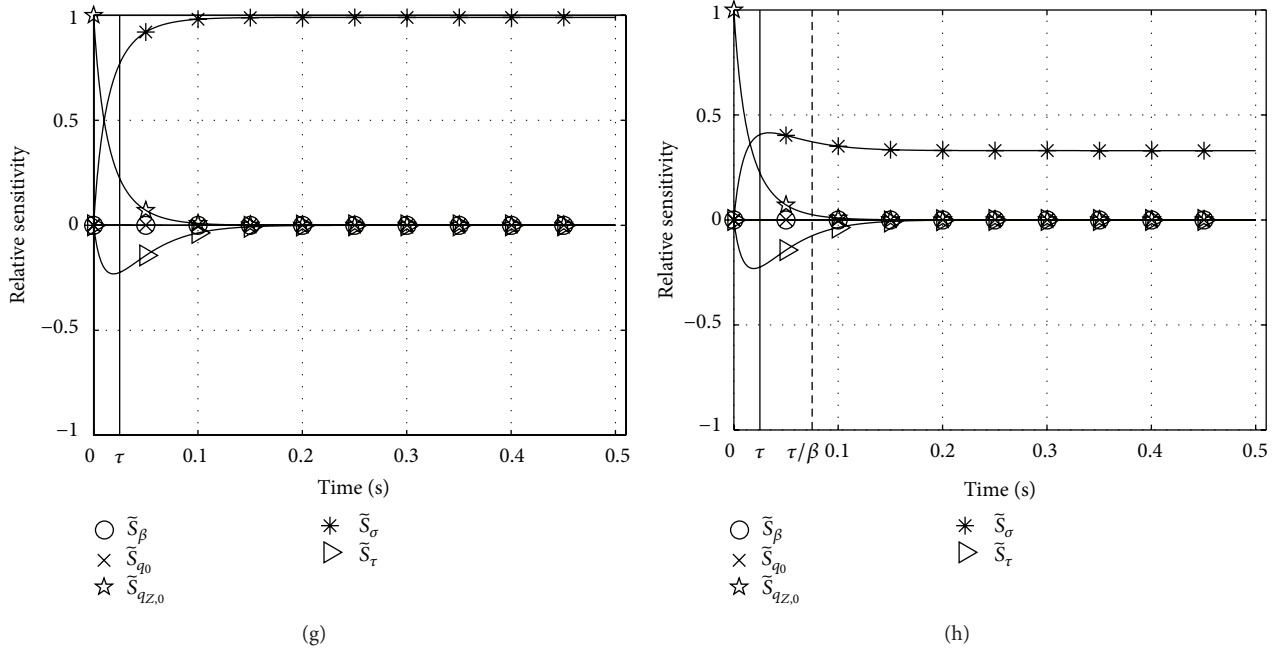 1
0.5
0
−0.5
−1
Relative sensitivity
0 τ 0.1 0.2 0.3 0.4 0.5
Time (s)
S̃β
S̃q0
S̃qZ,0
S̃σ
S̃τ
(g)
1
0.5
0
−0.5
−1
Relative sensitivity
0 τ τ/β 0.1 0.2 0.3 0.4 0.5
Time (s)
S̃β
S̃q0
S̃qZ,0
S̃σ
S̃τ
(h)